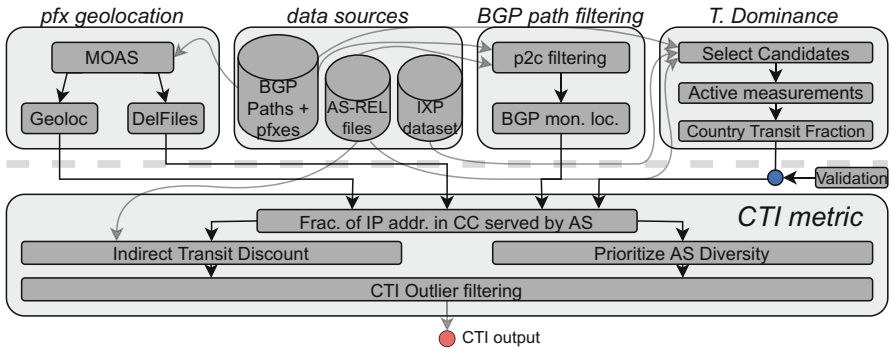 pfx geolocation
data sources
BGP path filtering
T. Dominance
MOAS
Geoloc
DelFiles
BGP
Paths +
pfxes
AS-REL
files
IXP
dataset
p2c filtering
BGP mon. loc.
Select Candidates
Active measurements
Country Transit Fraction
Validation
CTI metric
Frac. of IP addr. in CC served by AS
Indirect Transit Discount
Prioritize AS Diversity
CTI Outlier filtering
CTI output